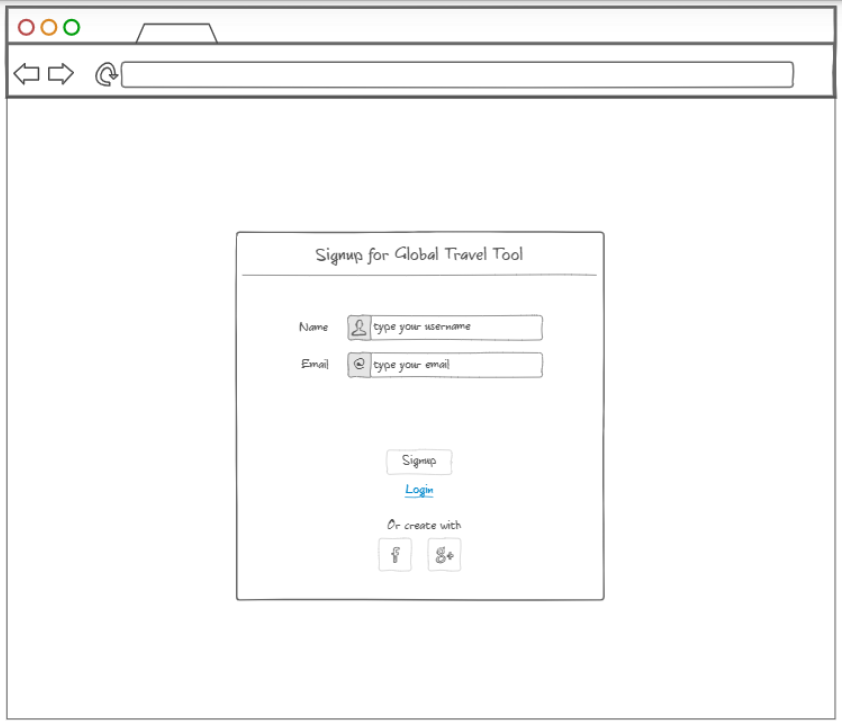 Signup for Global Travel Tool
Name type your username
Email @ type your email
Signup
Login
Or create with
f g+